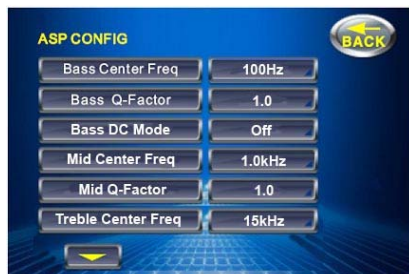 ASP CONFIG
BACK
Bass Center Freq 100Hz
Bass Q-Factor 1.0
Bass DC Mode Off
Mid Center Freq 1.0kHz
Mid Q-Factor 1.0
Treble Center Freq 15kHz